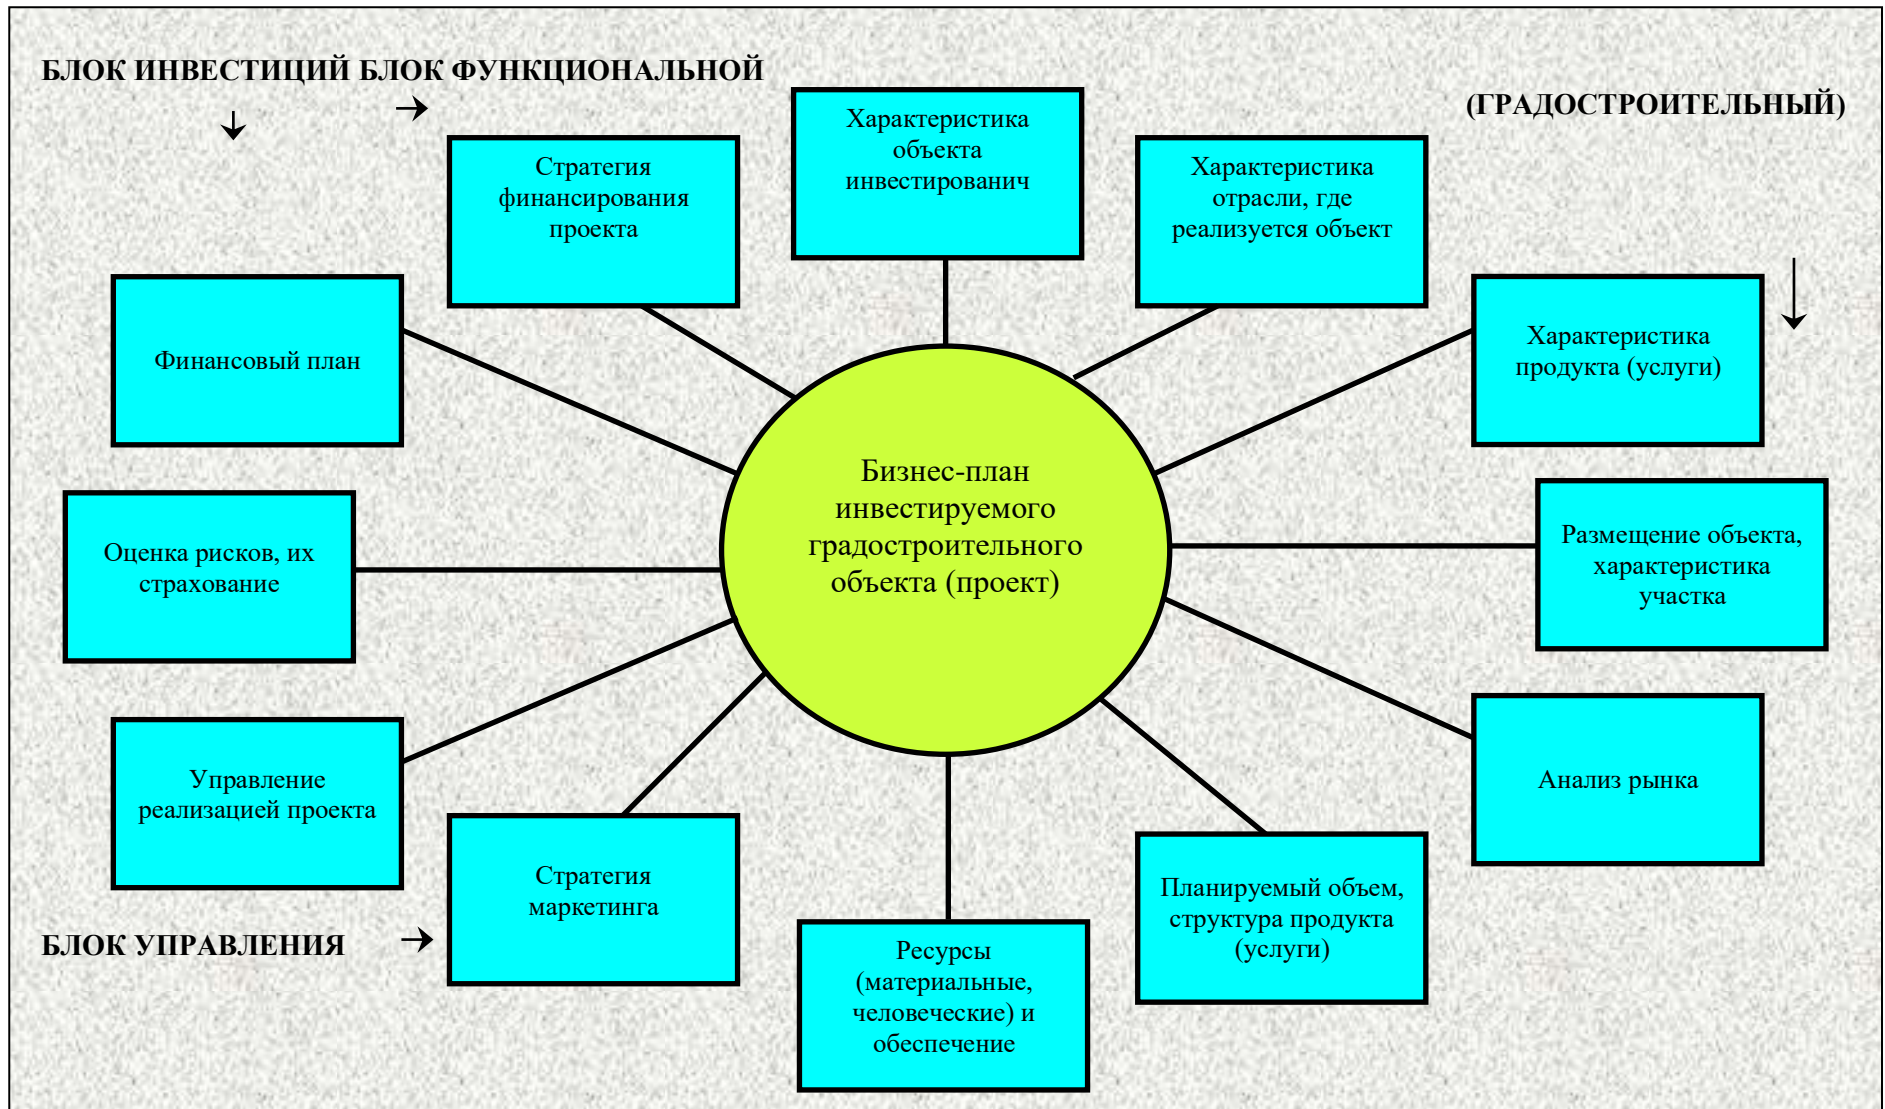 БЛОК ИНВЕСТИЦИЙ БЛОК ФУНКЦИОНАЛЬНОЙ
(ГРАДОСТРОИТЕЛЬНЫЙ)
Характеристика
объекта
инвестированич
Стратегия
финансирования
проекта
Характеристика
отрасли, где
реализуется объект
Финансовый план
Характеристика
продукта (услуги)
Бизнес-план
инвестируемого
градостроительного
объекта (проект)
Оценка рисков, их
страхование
Размещение объекта,
характеристика
участка
Управление
реализацией проекта
Анализ рынка
Стратегия
маркетинга
Планируемый объем,
структура продукта
(услуги)
БЛОК УПРАВЛЕНИЯ
Ресурсы
(материальные,
человеческие) и
обеспечение